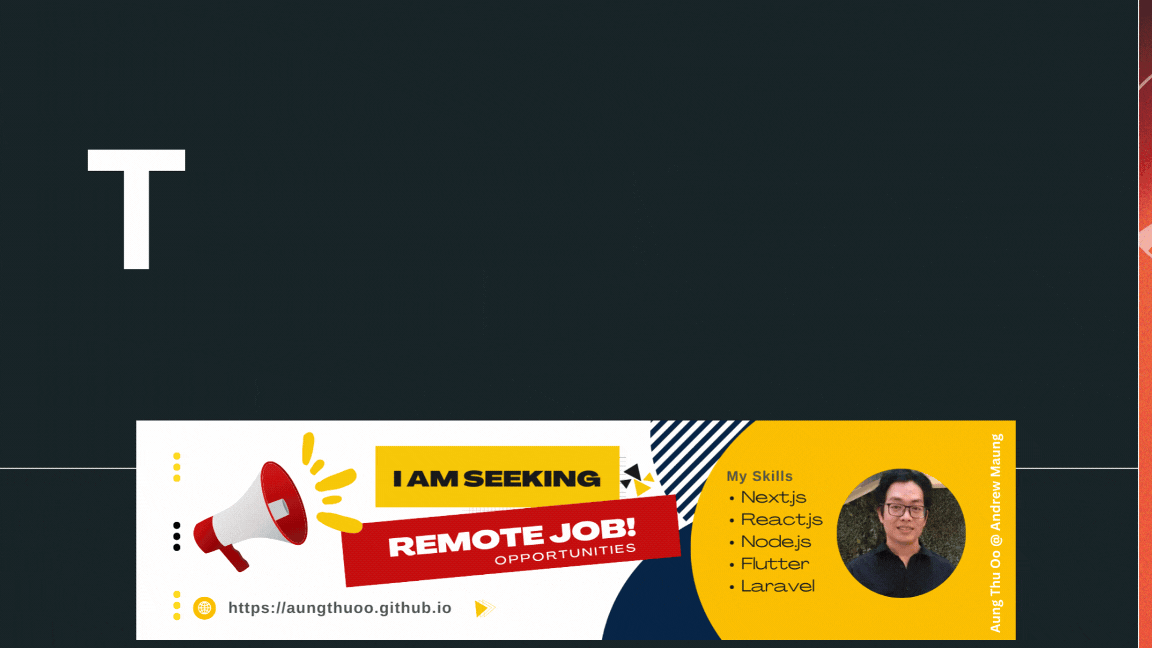 T
I AM SEEKING
REMOTE JOB!
OPPORTUNITIES
https://aungthuoo.github.io
My Skills
• Next.js
• React.js
• Node.js
• Flutter
• Laravel
Aung Thu Oo @ Andrew Maung